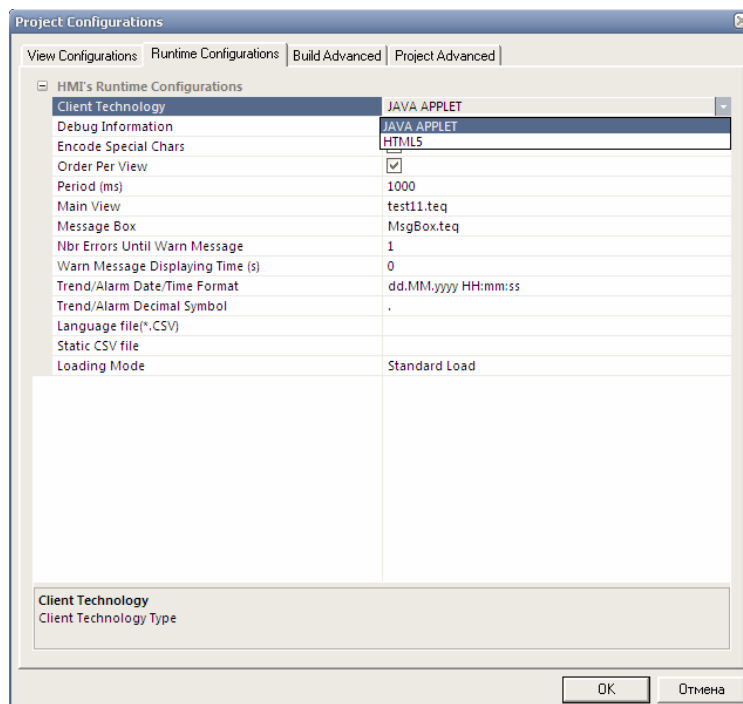 Project Configurations
View Configurations Runtime Configurations Build Advanced Project Advanced
HMI's Runtime Configurations
Client Technology JAVA APPLET
Debug Information JAVA APPLET
Encode Special Chars HTML5
Order Per View
Period (ms) 1000
Main View test11.teq
Message Box MsgBox.teq
Nbr Errors Until Warn Message 1
Warn Message Displaying Time (s) 0
Trend/Alarm Date/Time Format dd.MM.yyyy HH:mm:ss
Trend/Alarm Decimal Symbol .
Language file(*.CSV)
Static CSV file
Loading Mode Standard Load
Client Technology
Client Technology Type
OK Отмена